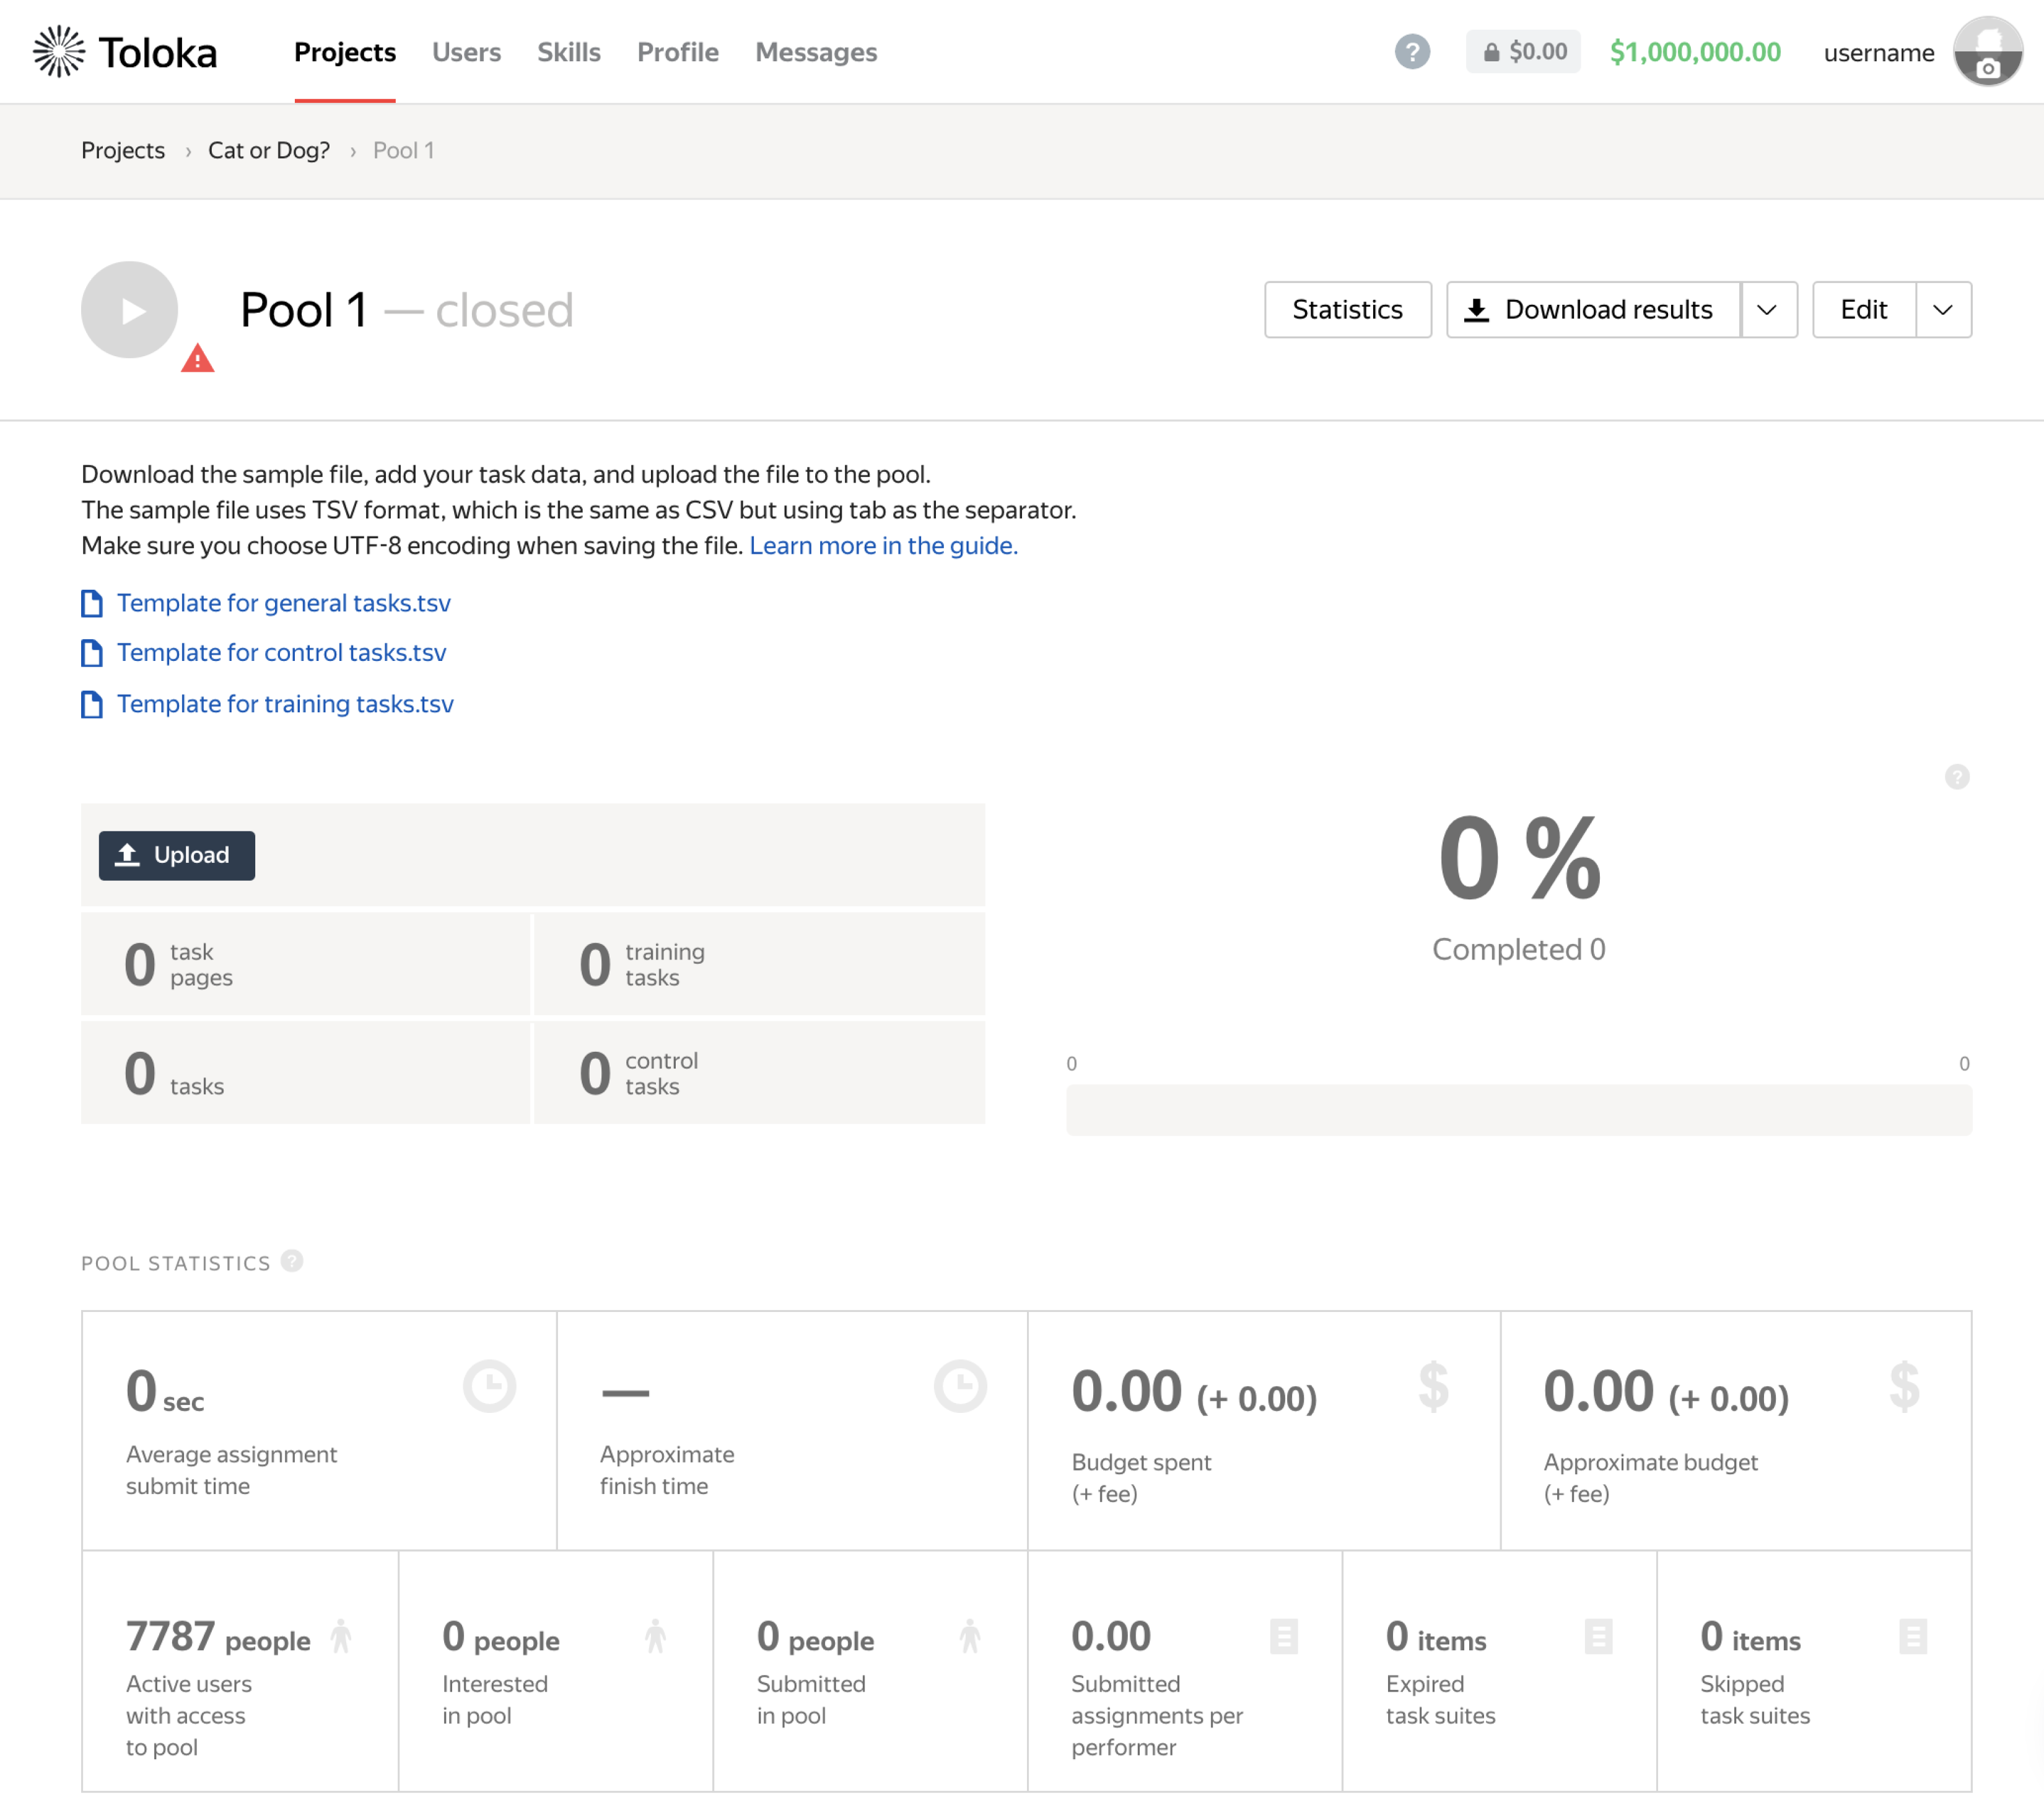 Toloka Projects Users Skills Profile Messages ? $0.00 $1,000,000.00 username
Projects › Cat or Dog? › Pool 1
Pool 1 — closed
Statistics Download results Edit
Download the sample file, add your task data, and upload the file to the pool.
The sample file uses TSV format, which is the same as CSV but using tab as the separator.
Make sure you choose UTF-8 encoding when saving the file. Learn more in the guide.
Template for general tasks.tsv
Template for control tasks.tsv
Template for training tasks.tsv
?
Upload
0 task
pages
0 training
tasks
0 tasks
0 control
tasks
0 %
Completed 0
0 0
POOL STATISTICS ?
0 sec
Average assignment
submit time
—
Approximate
finish time
0.00 (+ 0.00)
Budget spent
(+ fee)
0.00 (+ 0.00)
Approximate budget
(+ fee)
7787 people
Active users
with access
to pool
0 people
Interested
in pool
0 people
Submitted
in pool
0.00
Submitted
assignments per
performer
0 items
Expired
task suites
0 items
Skipped
task suites